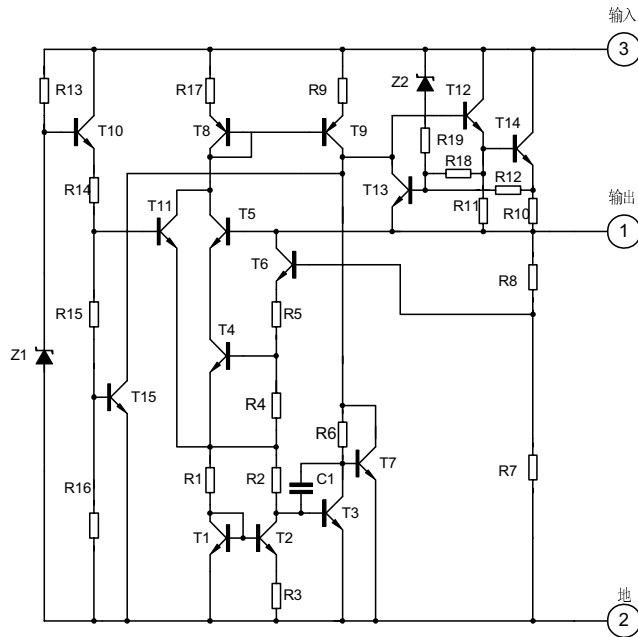 输入
3
R13
R17
R9
Z2
T12
T10
T8
T9
T14
R19
R18
R14
T13
R12
T11
R11
R10
输出
T5
1
T6
R8
R15
R5
Z1
T4
T15
R4
R6
T7
R7
R1
R2
C1
R16
T1
T2
T3
R3
地
2